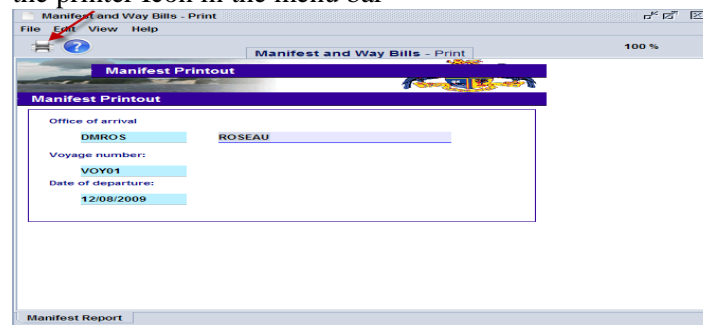 the printer Icon in the menu bar
Manifest and Way Bills - Print
File Edit View Help
Manifest and Way Bills - Print
100 %
Manifest Printout
Manifest Printout
Office of arrival
DMROS ROSEAU
Voyage number:
VOY01
Date of departure:
12/08/2009
Manifest Report